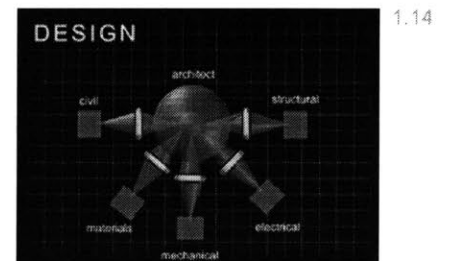 1.14
DESIGN
architect
civil
structural
materials
electrical
mechanical